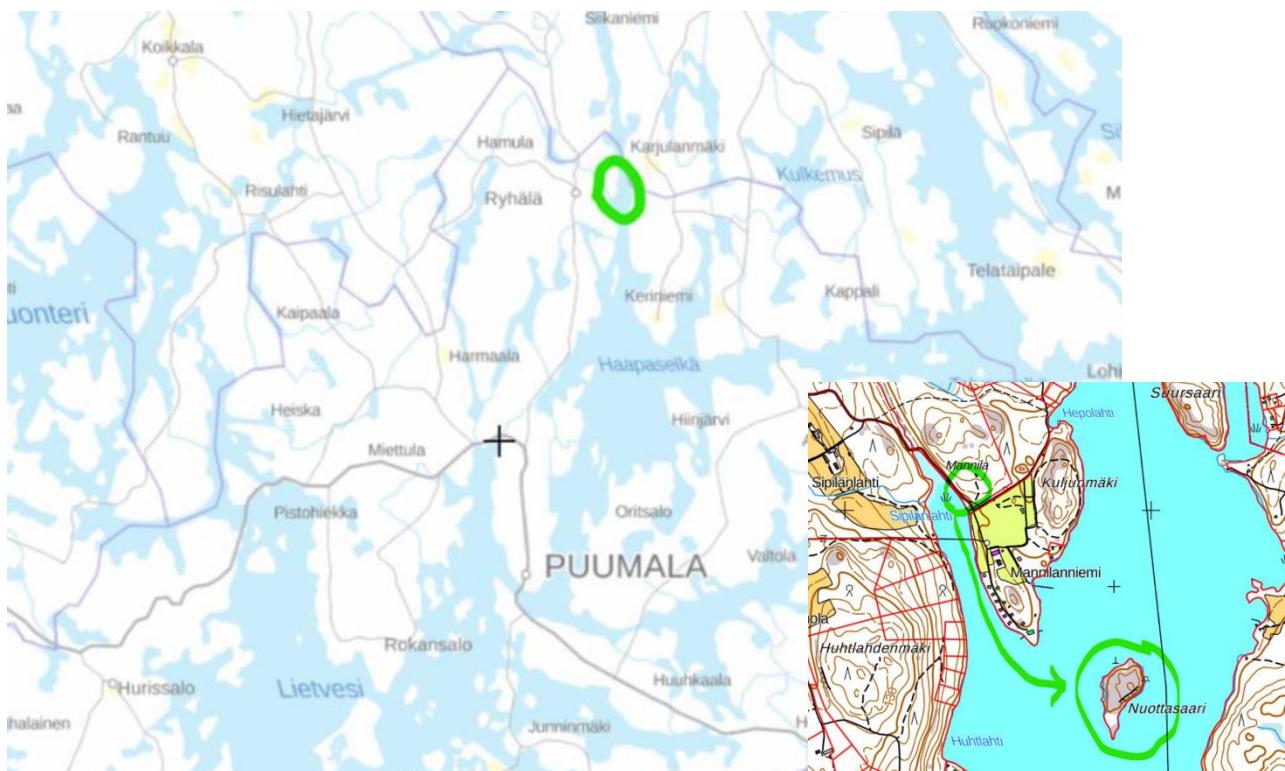 Siikaniemi
Ruokoniemi
Koikkala
Hietajärvi
Rantuu
Hamula
Karjulanmäki
Sipilä
Risulahti
Ryhälä
Kulkemus
Telataipale
Kaipaala
Keriniemi
Kappali
Harmaala
Haapaselkä
Heiska
Hiinjärvi
Miettula
Pistohiekka
Oritsalo
PUUMALA
Valtola
Rokansalo
Hurissalo
Lietvesi
Huuhkaala
Junninmäki
Suursaari
Hepolahti
Mannila
Sipilänlahti
Kuljunmäki
Sipilänlahti
Mannilanniemi
Huhtlahdenmäki
Nuottasaari
Huhtlahti